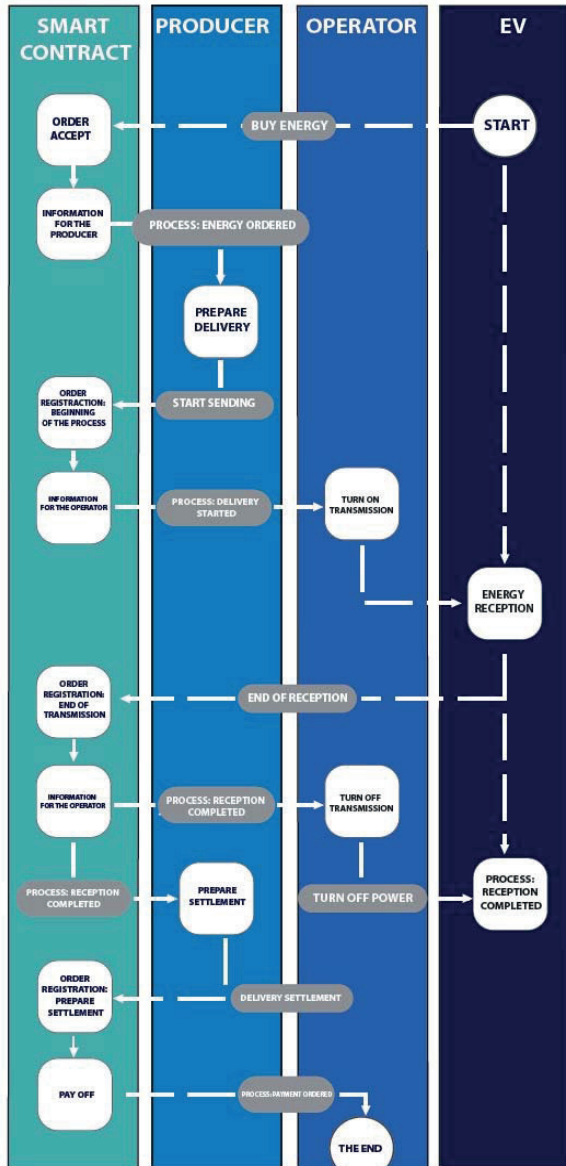 SMART
CONTRACT
PRODUCER
OPERATOR
EV
ORDER
ACCEPT
BUY ENERGY
START
INFORMATION
FOR THE
PRODUCER
PROCESS: ENERGY ORDERED
PREPARE
DELIVERY
ORDER
REGISTRACTION:
BEGINNING
OF THE PROCESS
START SENDING
INFORMATION
FOR THE OPERATOR
PROCESS: DELIVERY
STARTED
TURN ON
TRANSMISSION
ENERGY
RECEPTION
ORDER
REGISTRATION:
END OF
TRANSMISSION
END OF RECEPTION
INFORMATION
FOR THE OPERATOR
PROCESS: RECEPTION
COMPLETED
TURN OFF
TRANSMISSION
PROCESS: RECEPTION
COMPLETED
PREPARE
SETTLEMENT
TURN OFF POWER
PROCESS:
RECEPTION
COMPLETED
ORDER
REGISTRATION:
PREPARE
SETTLEMENT
DELIVERY SETTLEMENT
PAY OFF
PROCESS: PAYMENT ORDERED
THE END